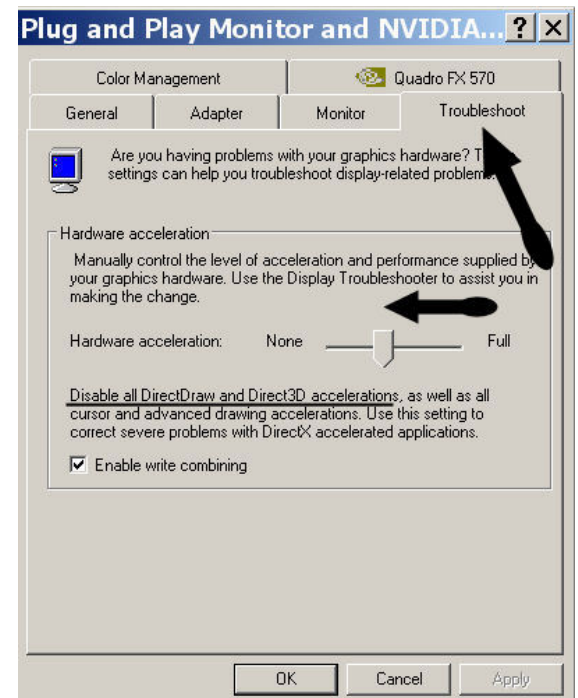 Plug and Play Monitor and NVIDIA... ? ×
Color Management Quadro FX 570
General Adapter Monitor Troubleshoot
Are you having problems with your graphics hardware?
settings can help you troubleshoot display-related problems.
Hardware acceleration
Manually control the level of acceleration and performance supplied by
your graphics hardware. Use the Display Troubleshooter to assist you in
making the change.
Hardware acceleration: None Full
Disable all DirectDraw and Direct3D accelerations, as well as all
cursor and advanced drawing accelerations. Use this setting to
correct severe problems with DirectX accelerated applications.
Enable write combining
OK Cancel Apply